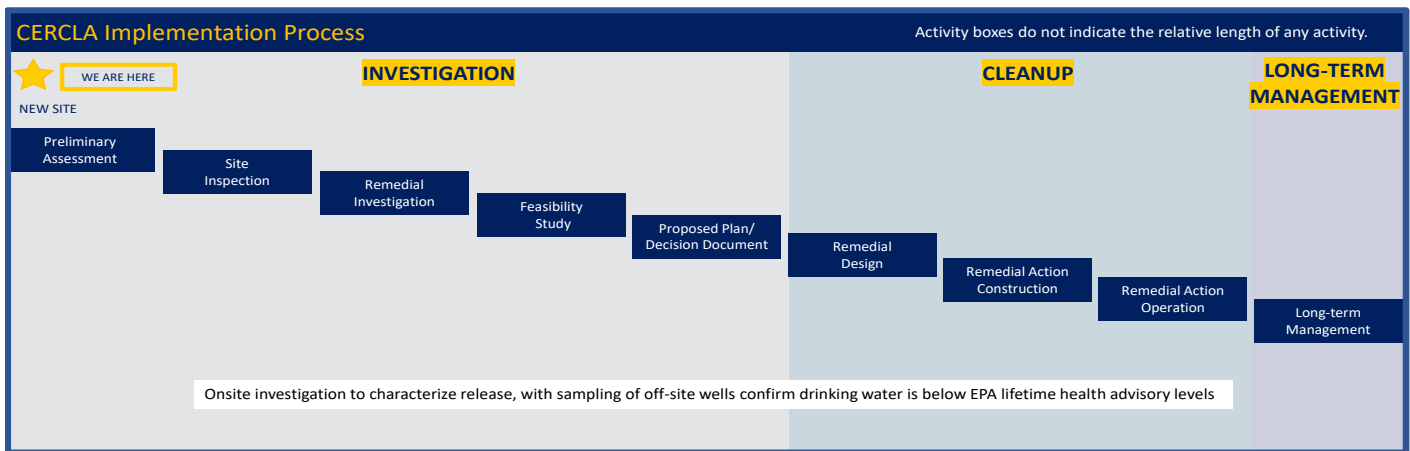 CERCLA Implementation Process
Activity boxes do not indicate the relative length of any activity.
WE ARE HERE
INVESTIGATION
CLEANUP
LONG-TERM
MANAGEMENT
NEW SITE
Preliminary
Assessment
Site
Inspection
Remedial
Investigation
Feasibility
Study
Proposed Plan/
Decision Document
Remedial
Design
Remedial Action
Construction
Remedial Action
Operation
Long-term
Management
Onsite investigation to characterize release, with sampling of off-site wells confirm drinking water is below EPA lifetime health advisory levels